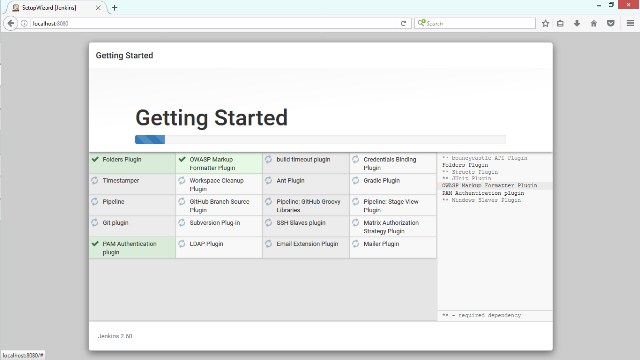 SetupWizard [Jenkins]
localhost:8080
Search
Getting Started
Getting Started
Folders Plugin
OWASP Markup Formatter Plugin
build timeout plugin
Credentials Binding Plugin
Timestamper
Workspace Cleanup Plugin
Ant Plugin
Gradle Plugin
Pipeline
GitHub Branch Source Plugin
Pipeline: GitHub Groovy Libraries
Pipeline: Stage View Plugin
Git plugin
Subversion Plug-in
SSH Slaves plugin
Matrix Authorization Strategy Plugin
PAM Authentication plugin
LDAP Plugin
Email Extension Plugin
Mailer Plugin
** bouncycastle API Plugin
Folders Plugin
** Structs Plugin
** JUnit Plugin
OWASP Markup Formatter Plugin
PAM Authentication plugin
** Windows Slaves Plugin
** - required dependency
Jenkins 2.60
localhost:8080/#